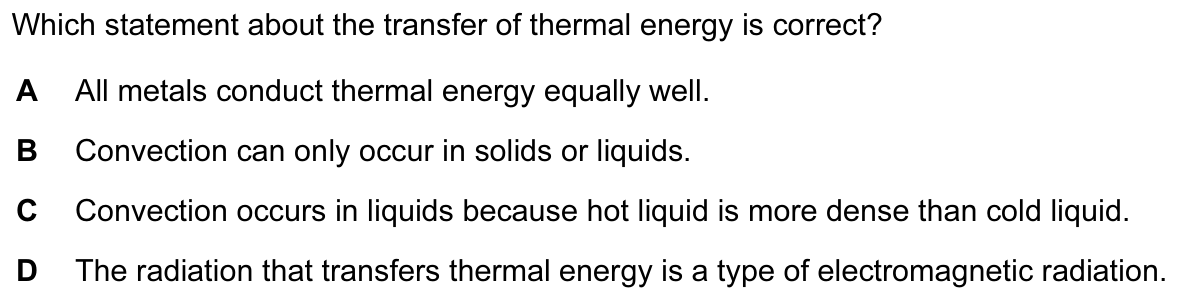 Which statement about the transfer of thermal energy is correct?
A All metals conduct thermal energy equally well.
B Convection can only occur in solids or liquids.
C Convection occurs in liquids because hot liquid is more dense than cold liquid.
D The radiation that transfers thermal energy is a type of electromagnetic radiation.